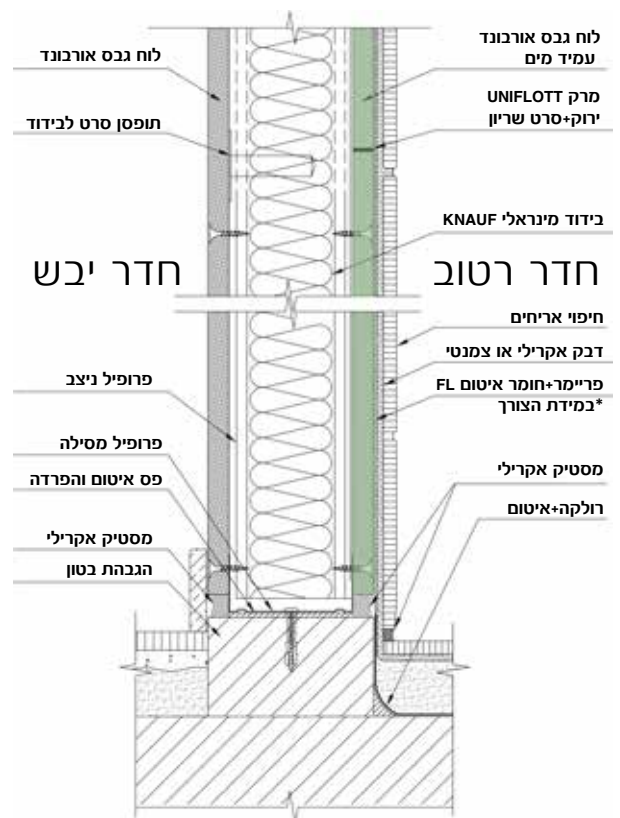 לוח גבס אורבונד
עמיד מים
מרק UNIFLOTT
ירוק+סרט שריון
בידוד מינראלי KNAUF
חדר רטוב
חיפוי אריחים
דבק אקרילי או צמנטי
פריימר+חומר איטום FL
*במידת הצורך
מסטיק אקרילי
רולקה+איטום
לוח גבס אורבונד
תופסן סרט לבידוד
חדר יבש
פרופיל ניצב
פרופיל מסילה
פס איטום והפרדה
מסטיק אקרילי
הגבהת בטון